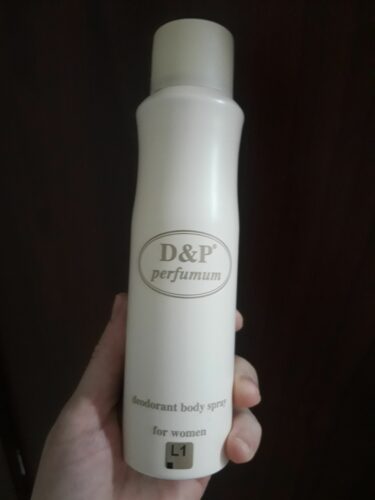 D&P®
perfumum
deodorant body spray
for women
L1